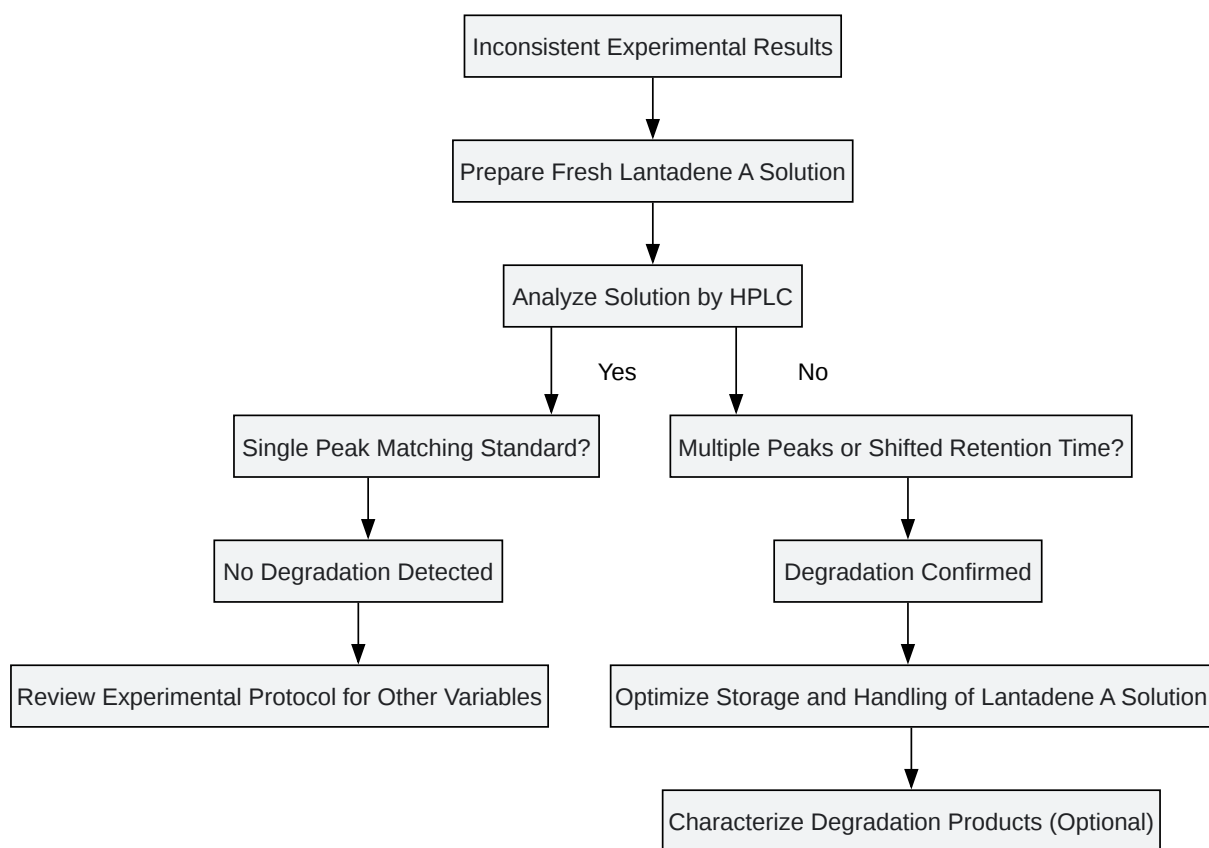 Inconsistent Experimental Results
Prepare Fresh Lantadene A Solution
Analyze Solution by HPLC
Yes
No
Single Peak Matching Standard?
Multiple Peaks or Shifted Retention Time?
No Degradation Detected
Degradation Confirmed
Review Experimental Protocol for Other Variables
Optimize Storage and Handling of Lantadene A Solution
Characterize Degradation Products (Optional)